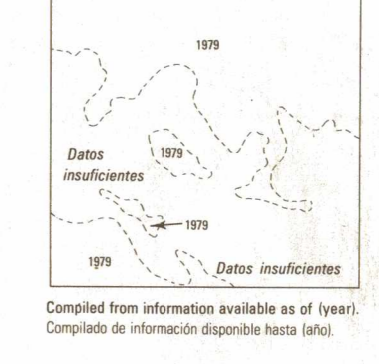 1979
Datos
insuficientes
1979
1979
1979
Datos insuficientes
Compiled from information available as of (year).
Compilado de información disponible hasta (año).